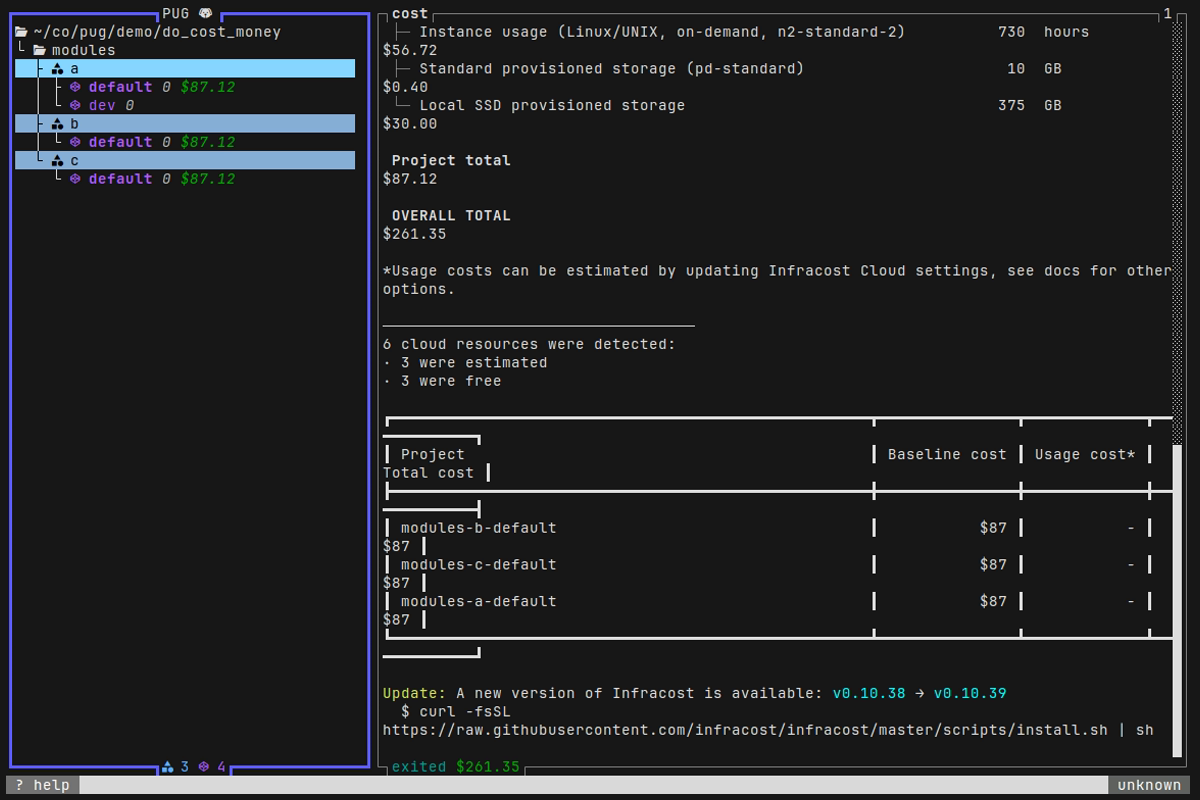 PUG
~/co/pug/demo/do_cost_money
modules
a
default 0 $87.12
dev 0
b
default 0 $87.12
c
default 0 $87.12
3 4
cost
1
Instance usage (Linux/UNIX, on-demand, n2-standard-2) 730 hours
$56.72
Standard provisioned storage (pd-standard) 10 GB
$0.40
Local SSD provisioned storage 375 GB
$30.00
Project total
$87.12
OVERALL TOTAL
$261.35
*Usage costs can be estimated by updating Infracost Cloud settings, see docs for other
options.
6 cloud resources were detected:
· 3 were estimated
· 3 were free
Project Baseline cost Usage cost*
Total cost
modules-b-default $87 -
$87
modules-c-default $87 -
$87
modules-a-default $87 -
$87
Update: A new version of Infracost is available: v0.10.38 → v0.10.39
$ curl -fsSL
https://raw.githubusercontent.com/infracost/infracost/master/scripts/install.sh | sh
exited $261.35
? help
unknown